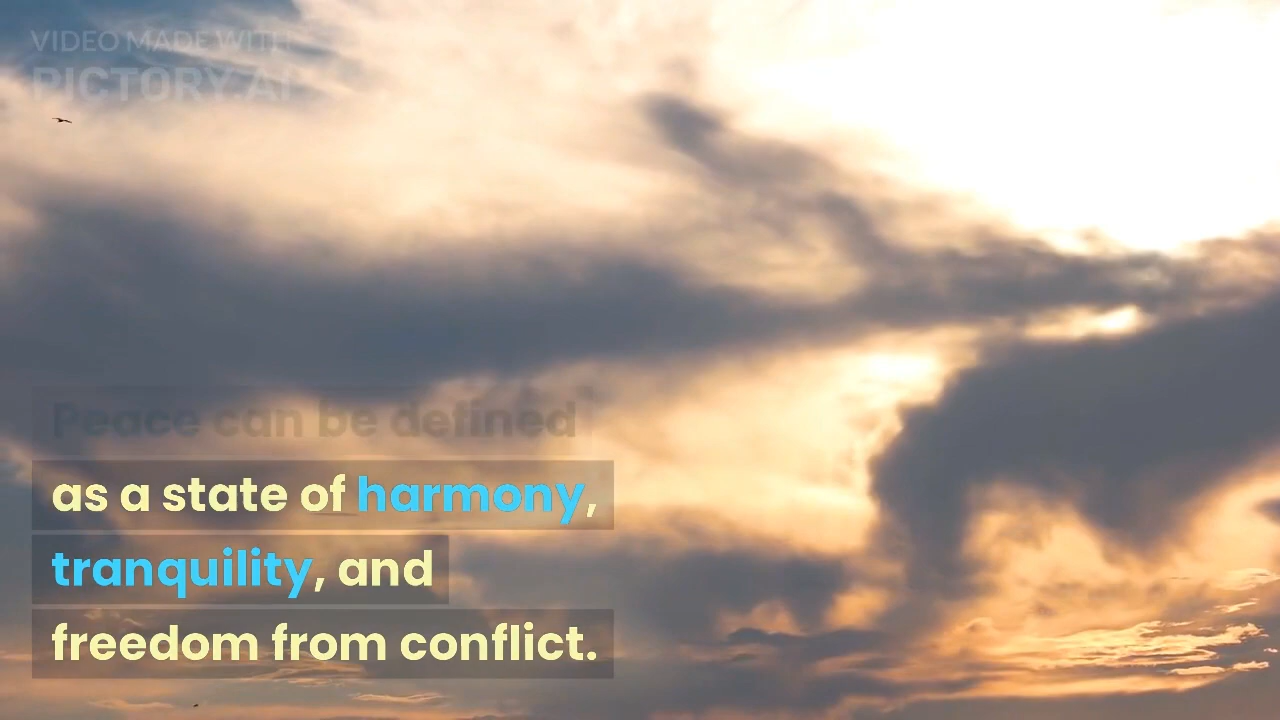 VIDEO MADE WITH
PICTORY.AI
Peace can be defined
as a state of harmony,
tranquility, and
freedom from conflict.